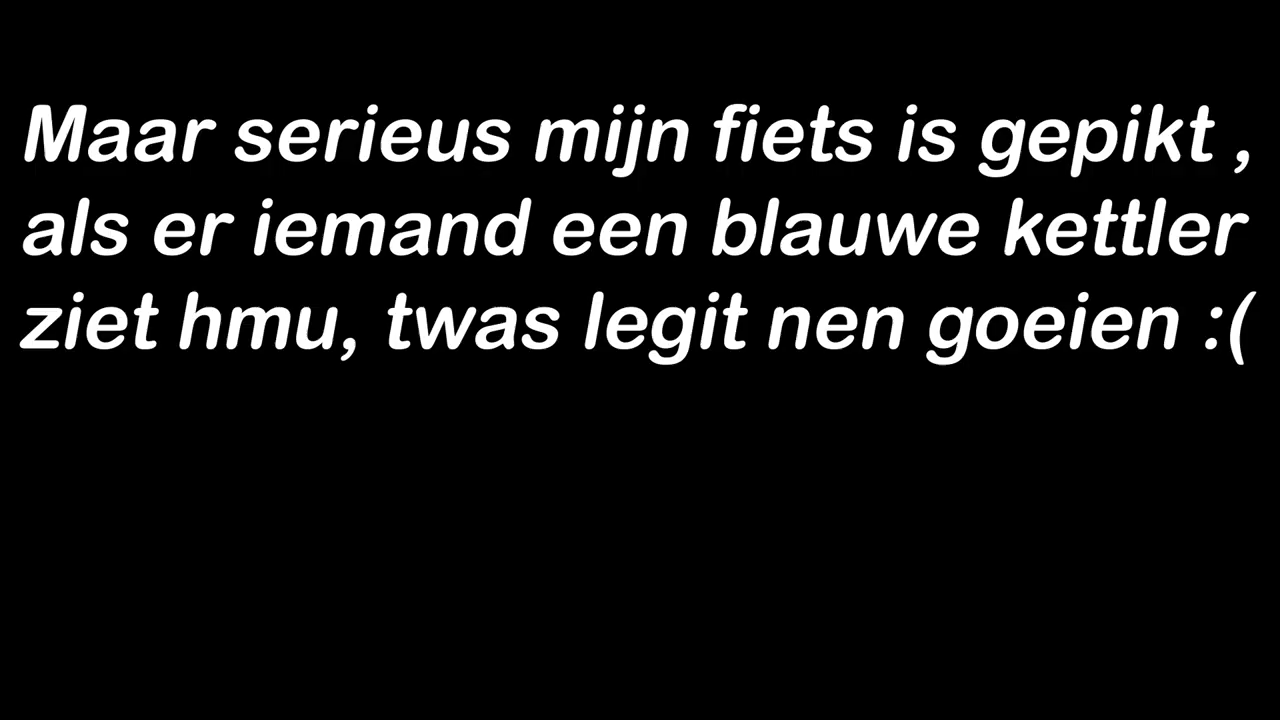 Maar serieus mijn fiets is gepikt ,
als er iemand een blauwe kettler
ziet hmu, twas legit nen goeien :(